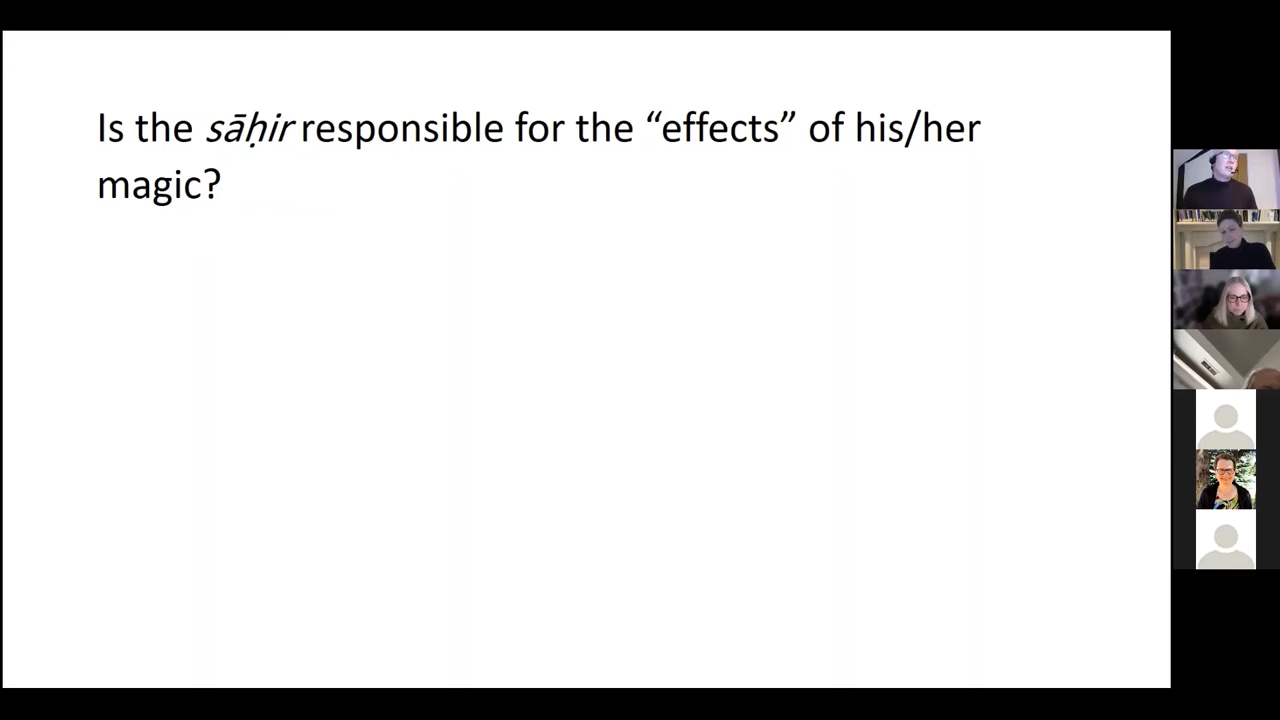 Is the sāḥir responsible for the “effects” of his/her
magic?